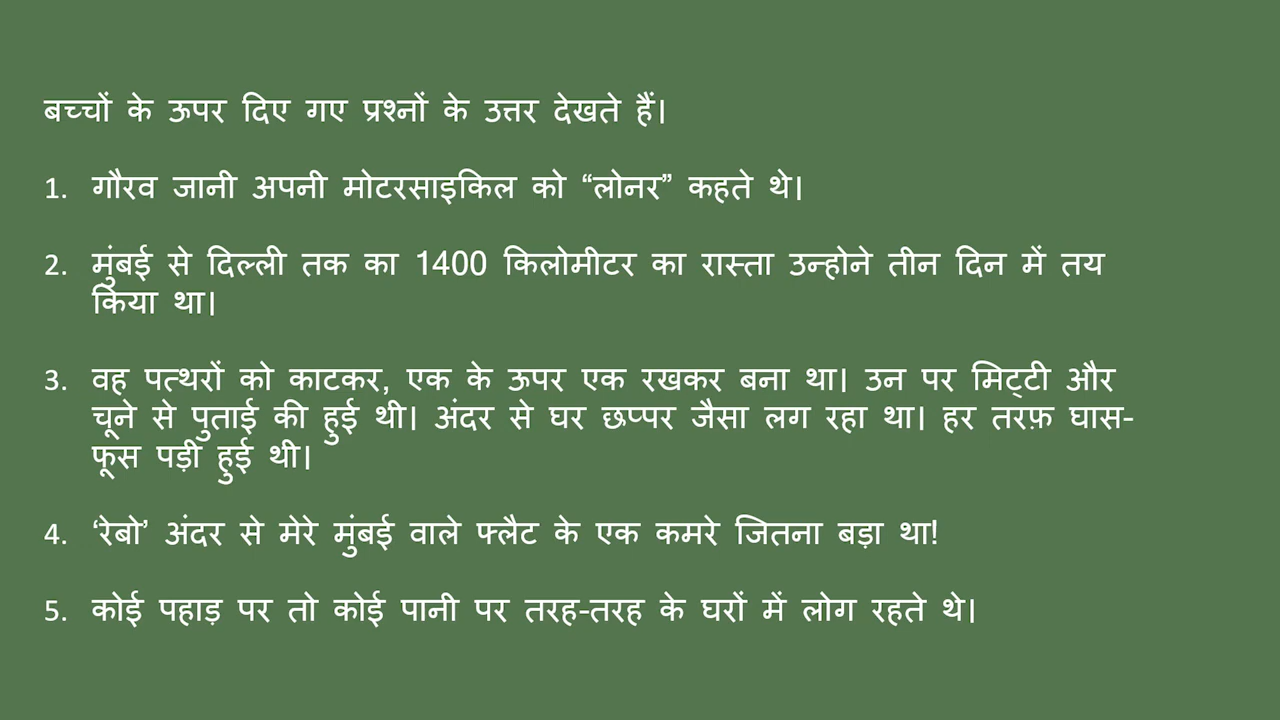 बच्चों के ऊपर दिए गए प्रश्नों के उत्तर देखते हैं।
1. गौरव जानी अपनी मोटरसाइकिल को “लोनर” कहते थे।
2. मुंबई से दिल्ली तक का 1400 किलोमीटर का रास्ता उन्होने तीन दिन में तय
किया था।
3. वह पत्थरों को काटकर, एक के ऊपर एक रखकर बना था। उन पर मिट्टी और
चूने से पुताई की हुई थी। अंदर से घर छप्पर जैसा लग रहा था। हर तरफ़ घास-
फूस पड़ी हुई थी।
4. ‘रेबो’ अंदर से मेरे मुंबई वाले फ्लैट के एक कमरे जितना बड़ा था!
5. कोई पहाड़ पर तो कोई पानी पर तरह-तरह के घरों में लोग रहते थे।